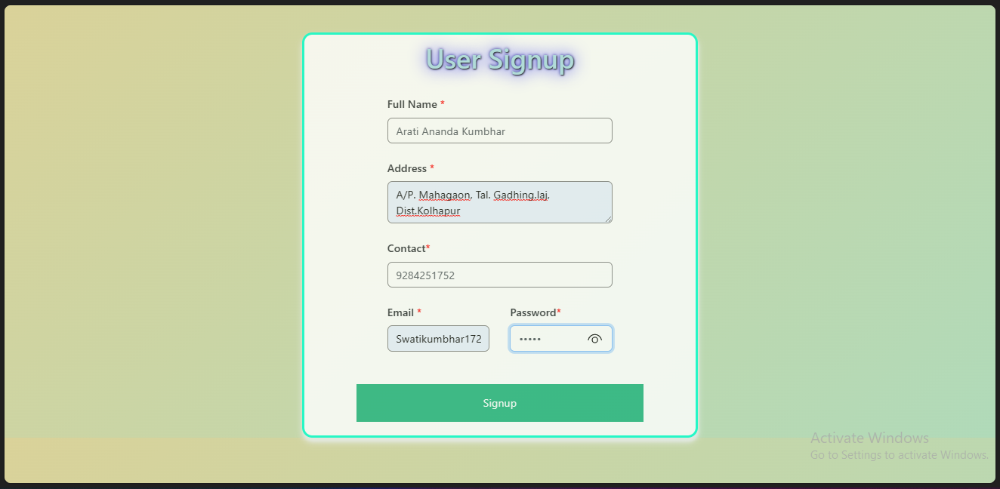 User Signup
Full Name *
Arati Ananda Kumbhar
Address *
A/P. Mahagaon, Tal. Gadhing.laj,
Dist.Kolhapur
Contact*
9284251752
Email * Password*
Swatikumbhar172 •••••
Signup
Activate Windows
Go to Settings to activate Windows.